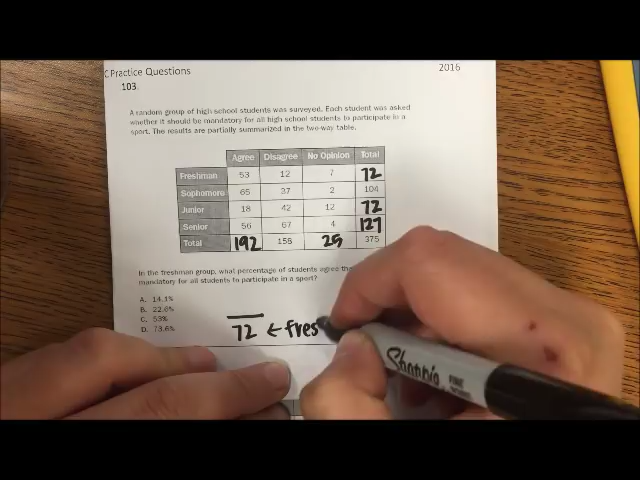 C Practice Questions 2016
103.
A random group of high school students was surveyed. Each student was asked
whether it should be mandatory for all high school students to participate in a
sport. The results are partially summarized in the two-way table.
Agree Disagree No Opinion Total
Freshman 53 12 7 72
Sophomore 65 37 2 104
Junior 18 42 12 72
Senior 56 67 4 127
Total 192 158 25 375
In the freshman group, what percentage of students agree
mandatory for all students to participate in a sport?
A. 14.1%
B. 22.6%
C. 53%
D. 73.6%
72 ← fres
Sharpie
FINE